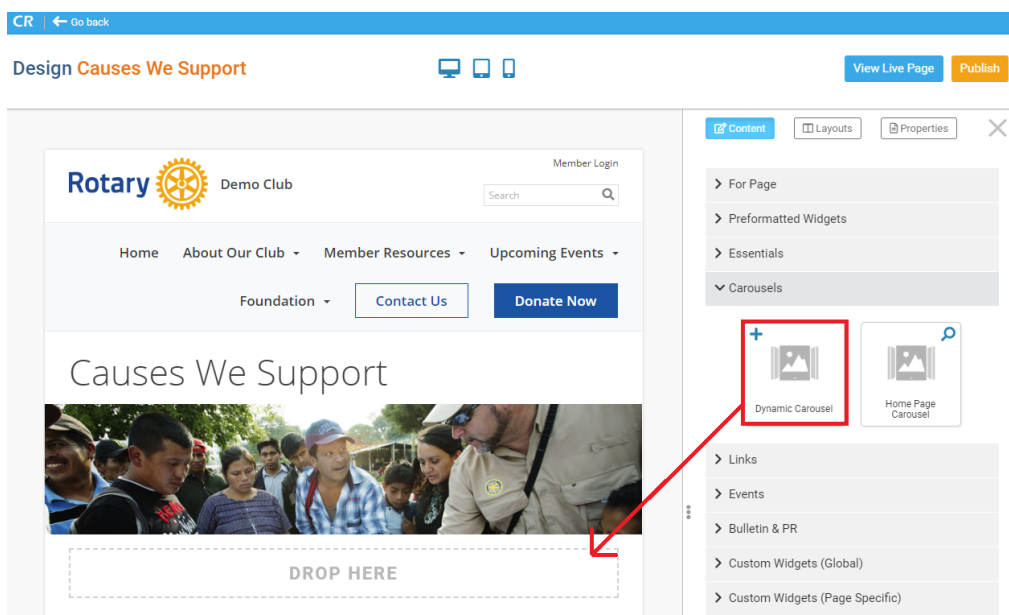 CR Go back
Design Causes We Support
View Live Page
Publish
Content
Layouts
Properties
Rotary
Demo Club
Member Login
Search
Home
About Our Club
Member Resources
Upcoming Events
Foundation
Contact Us
Donate Now
Causes We Support
DROP HERE
For Page
Preformatted Widgets
Essentials
Carousels
Dynamic Carousel
Home Page
Carousel
Links
Events
Bulletin & PR
Custom Widgets (Global)
Custom Widgets (Page Specific)